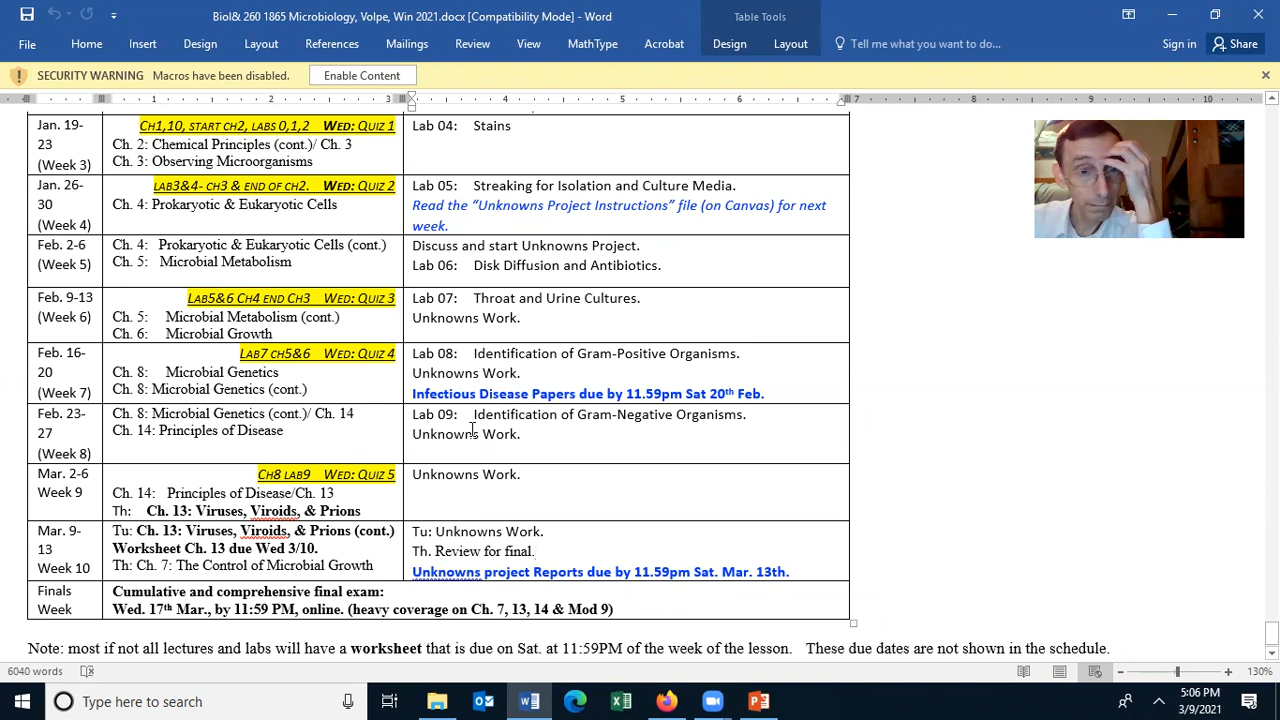 Biol& 260 1865 Microbiology, Volpe, Win 2021.docx [Compatibility Mode] - Word
Table Tools
File Home Insert Design Layout References Mailings Review View MathType Acrobat Design Layout Tell me what you want to do... Sign in Share
SECURITY WARNING Macros have been disabled. Enable Content
1 2 3 4 5 6 7 8 9 10
Jan. 19-
23
(Week 3)
CH1,10, START CH2, LABS 0,1,2 WED: QUIZ 1
Ch. 2: Chemical Principles (cont.)/ Ch. 3
Ch. 3: Observing Microorganisms
Lab 04: Stains
Jan. 26-
30
(Week 4)
LAB3&4- CH3 & END OF CH2. WED: QUIZ 2
Ch. 4: Prokaryotic & Eukaryotic Cells
Lab 05: Streaking for Isolation and Culture Media.
Read the “Unknowns Project Instructions” file (on Canvas) for next
week.
Feb. 2-6
(Week 5)
Ch. 4: Prokaryotic & Eukaryotic Cells (cont.)
Ch. 5: Microbial Metabolism
Discuss and start Unknowns Project.
Lab 06: Disk Diffusion and Antibiotics.
Feb. 9-13
(Week 6)
LAB5&6 CH4 END CH3 WED: QUIZ 3
Ch. 5: Microbial Metabolism (cont.)
Ch. 6: Microbial Growth
Lab 07: Throat and Urine Cultures.
Unknowns Work.
Feb. 16-
20
(Week 7)
LAB7 CH5&6 WED: QUIZ 4
Ch. 8: Microbial Genetics
Ch. 8: Microbial Genetics (cont.)
Lab 08: Identification of Gram-Positive Organisms.
Unknowns Work.
Infectious Disease Papers due by 11.59pm Sat 20th Feb.
Feb. 23-
27
(Week 8)
Ch. 8: Microbial Genetics (cont.)/ Ch. 14
Ch. 14: Principles of Disease
Lab 09: Identification of Gram-Negative Organisms.
Unknowns Work.
Mar. 2-6
Week 9
CH8 LAB9 WED: QUIZ 5
Ch. 14: Principles of Disease/Ch. 13
Th: Ch. 13: Viruses, Viroids, & Prions
Unknowns Work.
Mar. 9-
13
Week 10
Tu: Ch. 13: Viruses, Viroids, & Prions (cont.)
Worksheet Ch. 13 due Wed 3/10.
Th: Ch. 7: The Control of Microbial Growth
Tu: Unknowns Work.
Th. Review for final.
Unknowns project Reports due by 11.59pm Sat. Mar. 13th.
Finals
Week
Cumulative and comprehensive final exam:
Wed. 17th Mar., by 11:59 PM, online. (heavy coverage on Ch. 7, 13, 14 & Mod 9)
Note: most if not all lectures and labs will have a worksheet that is due on Sat. at 11:59PM of the week of the lesson. These due dates are not shown in the schedule.
6040 words 130%
Type here to search
5:06 PM
3/9/2021